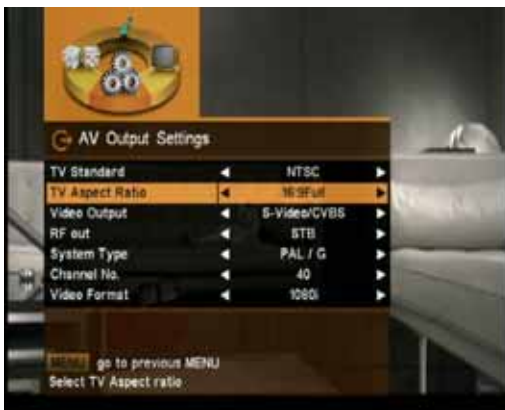 AV Output Settings
TV Standard NTSC
TV Aspect Ratio 16:9Full
Video Output S-Video/CVBS
RF out STB
System Type PAL / G
Channel No. 40
Video Format 1080i
MENU go to previous MENU
Select TV Aspect ratio